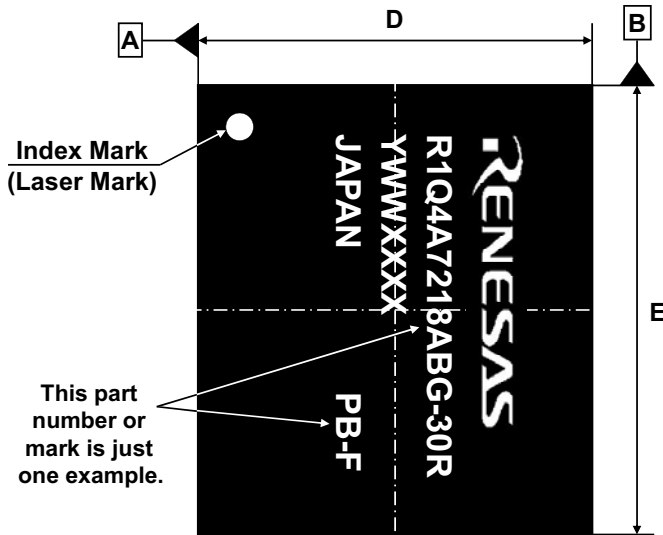 A
D
B
Index Mark
(Laser Mark)
RENESAS
R1Q4A7218ABG-30R
YWWXXXX
JAPAN
PB-F
E
This part
number or
mark is just
one example.